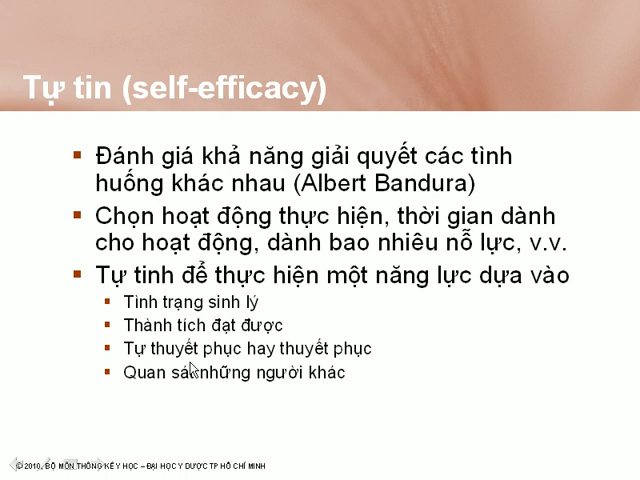 Tự tin (self-efficacy)
Đánh giá khả năng giải quyết các tình
huống khác nhau (Albert Bandura)
Chọn hoạt động thực hiện, thời gian dành
cho hoạt động, dành bao nhiêu nỗ lực, v.v.
Tự tinh để thực hiện một năng lực dựa vào
Tình trạng sinh lý
Thành tích đạt được
Tự thuyết phục hay thuyết phục
Quan sát những người khác
© 2010, BỘ MÔN THỐNG KÊ Y HỌC – ĐẠI HỌC Y DƯỢC TP HỒ CHÍ MINH